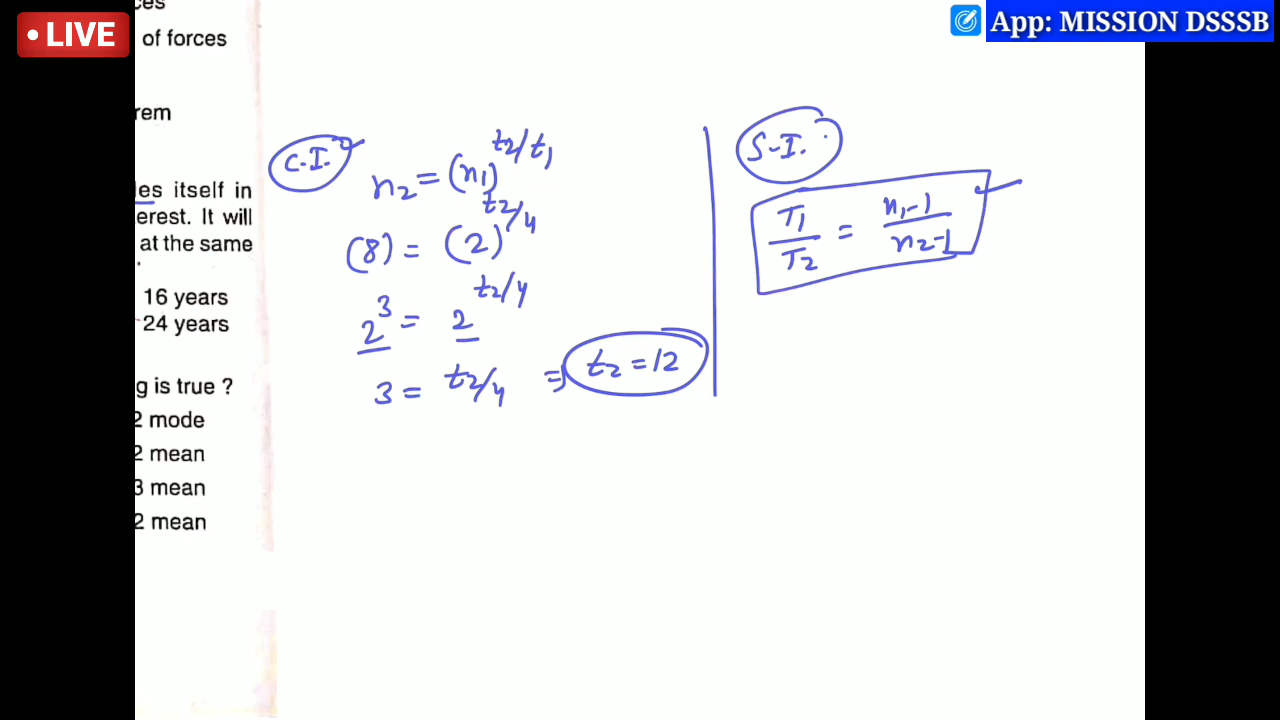 • LIVE
App: MISSION DSSSB
ces
of forces
rem
les itself in
erest. It will
at the same
16 years
24 years
g is true ?
2 mode
2 mean
3 mean
2 mean
C.I.
n2 = (n1)^t2/t1
(8) = (2)^t2/4
2^3 = 2^t2/4
3 = t2/4 ⇒ t2 = 12
S-I.
T1/T2 = n1-1/n2-1